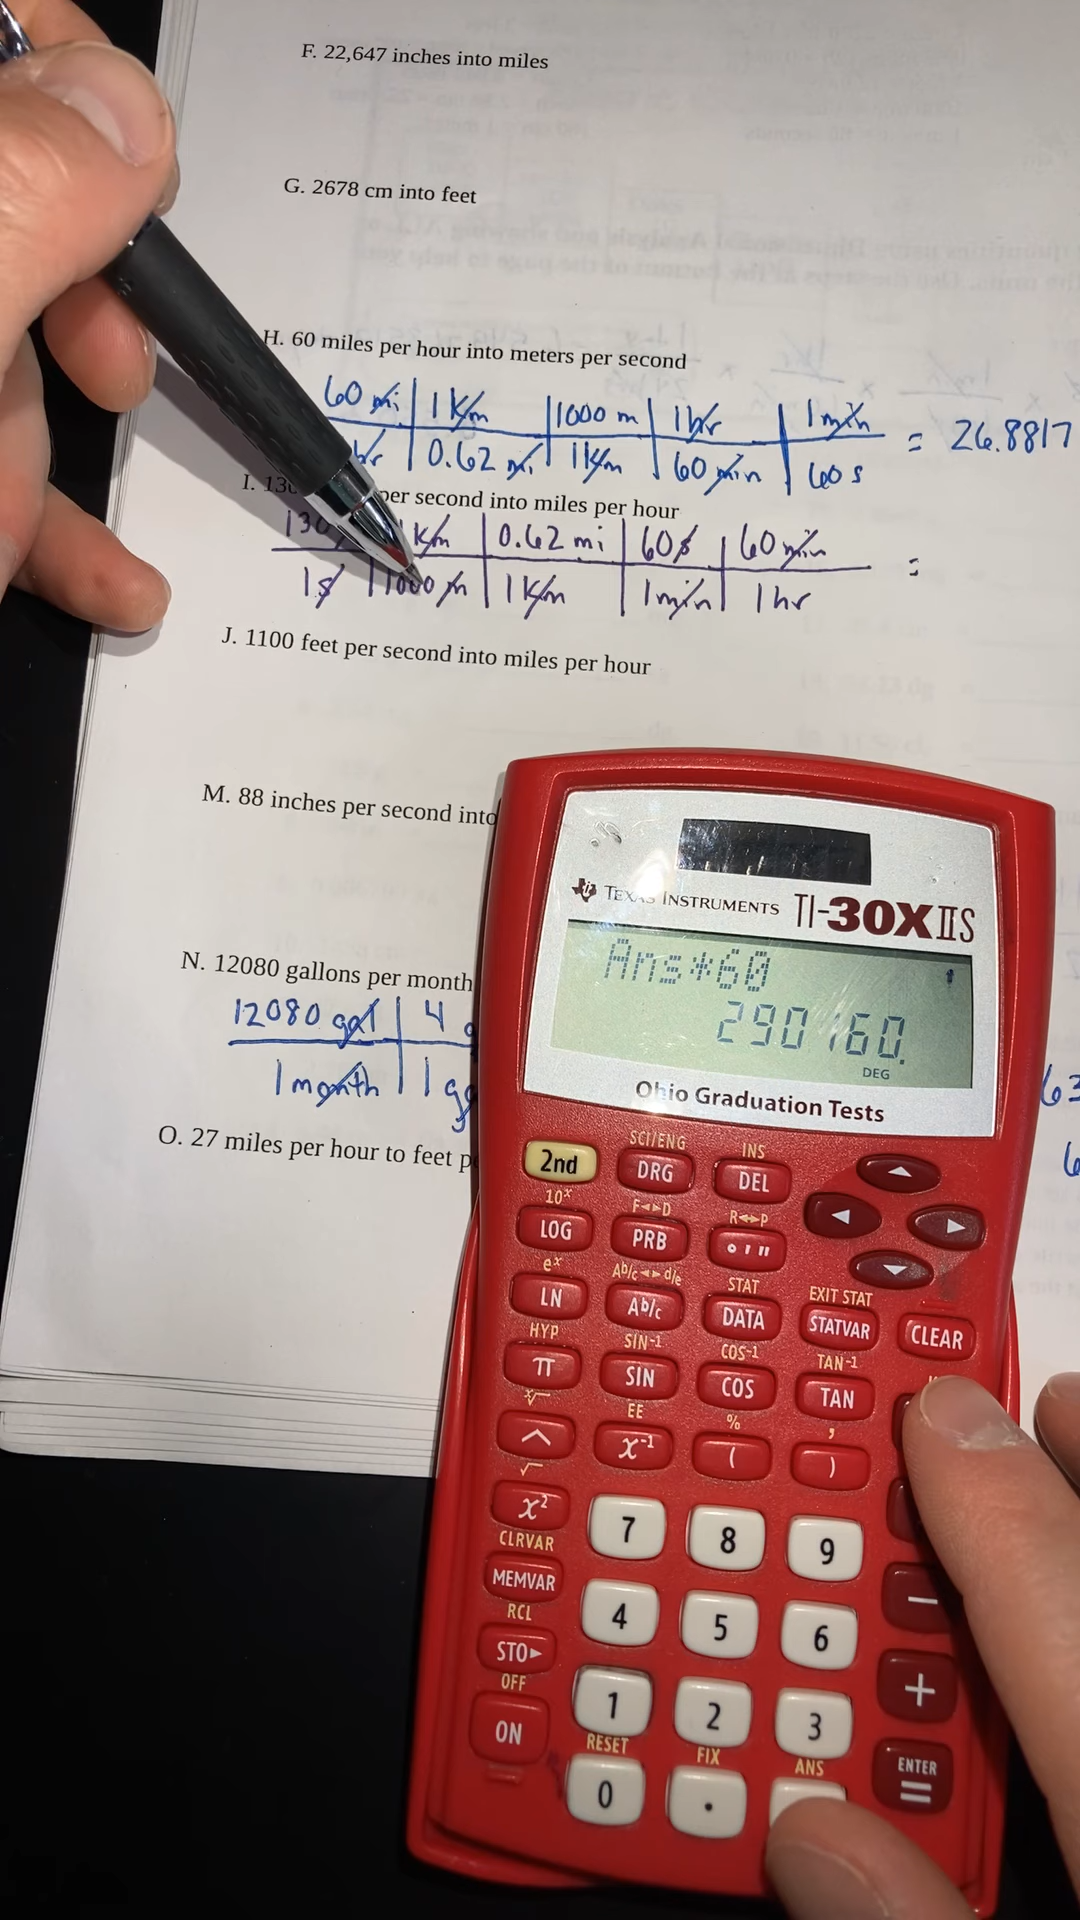 F. 22,647 inches into miles
G. 2678 cm into feet
H. 60 miles per hour into meters per second
60 mi 1 km 1000 m 1 hr 1 min
hr 0.62 mi 1 km 60 min 60 s = 26.8817
I. 130 per second into miles per hour
130 1 km 0.62 mi 60 s 60 min
1 s 1000 m 1 km 1 min 1 hr =
J. 1100 feet per second into miles per hour
M. 88 inches per second into
N. 12080 gallons per month
12080 gal 4
1 month 1
O. 27 miles per hour to feet
TEXAS INSTRUMENTS TI-30X IIS
Ans*60
290160.
DEG
Ohio Graduation Tests
SCI/ENG INS
2nd DRG DEL
10ˣ F◄►D R◄►P
LOG PRB ° ' "
eˣ Ab/c◄►d/e STAT EXIT STAT
LN Ab/c DATA STATVAR CLEAR
HYP SIN-1 COS-1 TAN-1
π SIN COS TAN
ˣ√ EE % ,
^ x-1 ( )
√
x² 7 8 9
CLRVAR
MEMVAR 4 5 6 −
RCL
STO► 1 2 3 +
OFF RESET FIX ANS
ON 0 . ENTER
=